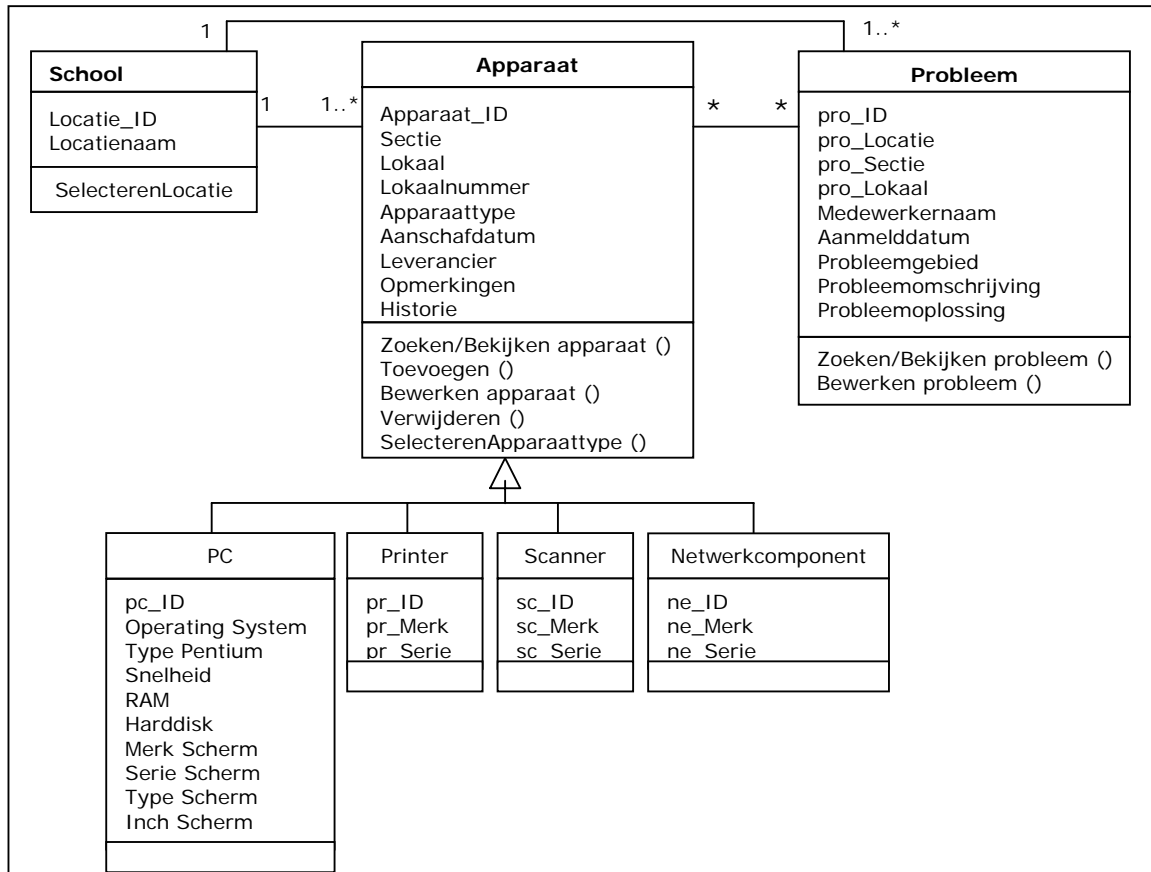 1
1..*
School
Locatie_ID
Locatienaam
SelecterenLocatie
1
1..*
Apparaat
Apparaat_ID
Sectie
Lokaal
Lokaalnummer
Apparaattype
Aanschafdatum
Leverancier
Opmerkingen
Historie
Zoeken/Bekijken apparaat ()
Toevoegen ()
Bewerken apparaat ()
Verwijderen ()
SelecterenApparaattype ()
*
*
Probleem
pro_ID
pro_Locatie
pro_Sectie
pro_Lokaal
Medewerkernaam
Aanmelddatum
Probleemgebied
Probleemomschrijving
Probleemoplossing
Zoeken/Bekijken probleem ()
Bewerken probleem ()
PC
pc_ID
Operating System
Type Pentium
Snelheid
RAM
Harddisk
Merk Scherm
Serie Scherm
Type Scherm
Inch Scherm
Printer
pr_ID
pr_Merk
pr_Serie
Scanner
sc_ID
sc_Merk
sc_Serie
Netwerkcomponent
ne_ID
ne_Merk
ne_Serie